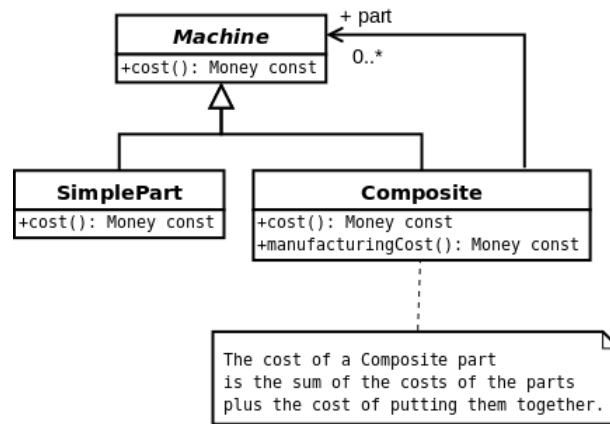 Machine
+cost(): Money const
+ part
0..*
SimplePart
+cost(): Money const
Composite
+cost(): Money const
+manufacturingCost(): Money const
The cost of a Composite part
is the sum of the costs of the parts
plus the cost of putting them together.